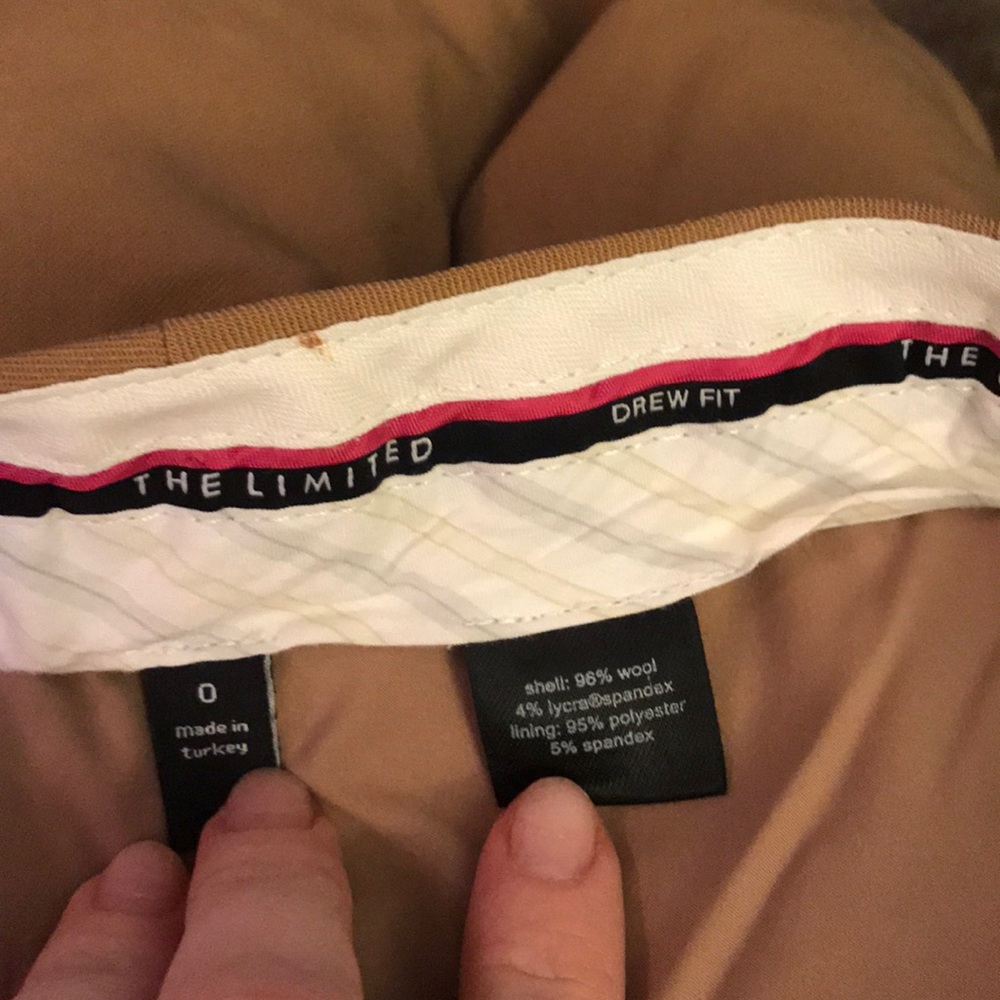 THE LIMITED
DREW FIT
THE
0
made in
turkey
shell: 96% wool
4% lycra®spandex
lining: 95% polyester
5% spandex